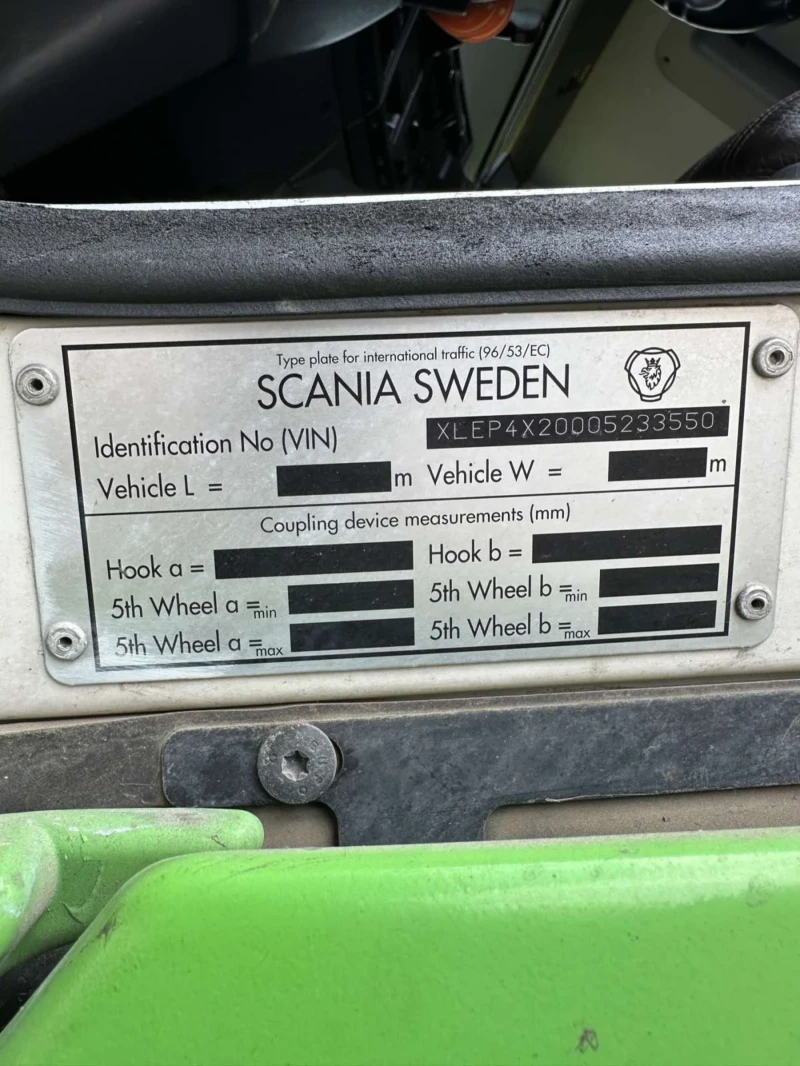 Type plate for international traffic (96/53/EC)
SCANIA SWEDEN
Identification No (VIN) XLEP4X20005233550
Vehicle L = m Vehicle W = m
Coupling device measurements (mm)
Hook a = Hook b =
5th Wheel a =min 5th Wheel b =min
5th Wheel a =max 5th Wheel b =max